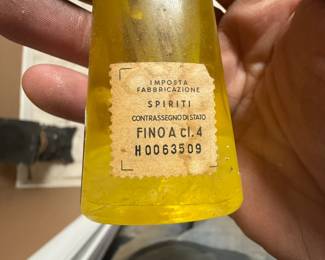 IMPOSTA
FABBRICAZIONE
SPIRITI
CONTRASSEGNO DI STATO
FINO A cl. 4
H0063509